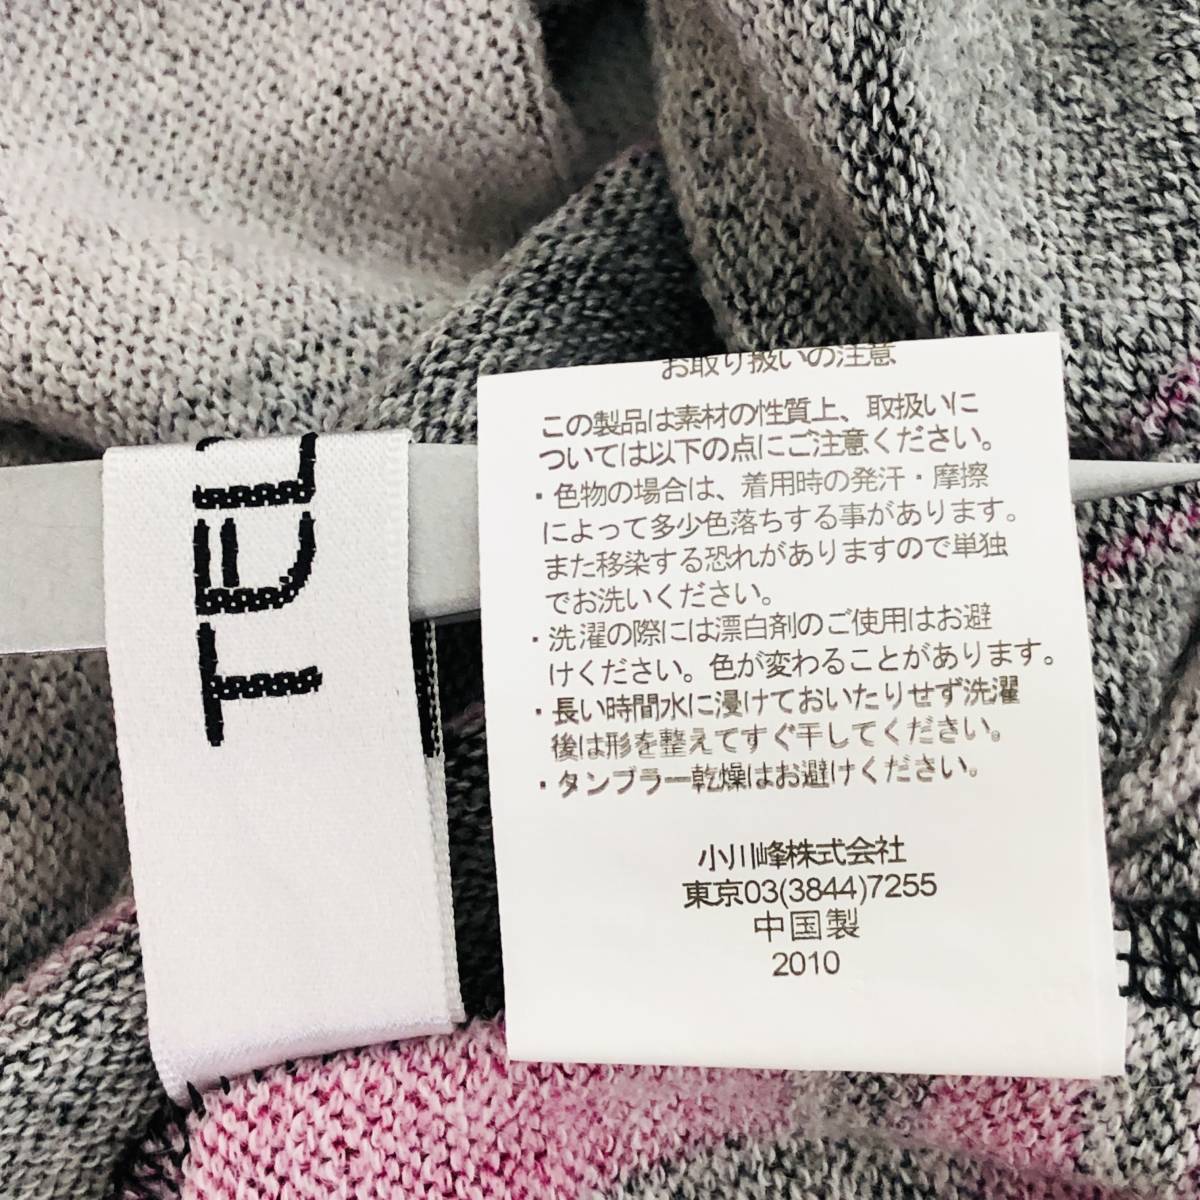 お取り扱いの注意
この製品は素材の性質上、取扱いに
ついては以下の点にご注意ください。
・色物の場合は、着用時の発汗・摩擦
によって多少色落ちする事があります。
また移染する恐れがありますので単独
でお洗いください。
・洗濯の際には漂白剤のご使用はお避
けください。色が変わることがあります。
・長い時間水に浸けておいたりせず洗濯
後は形を整えてすぐ干してください。
・タンブラー乾燥はお避けください。
小川峰株式会社
東京03(3844)7255
中国製
2010